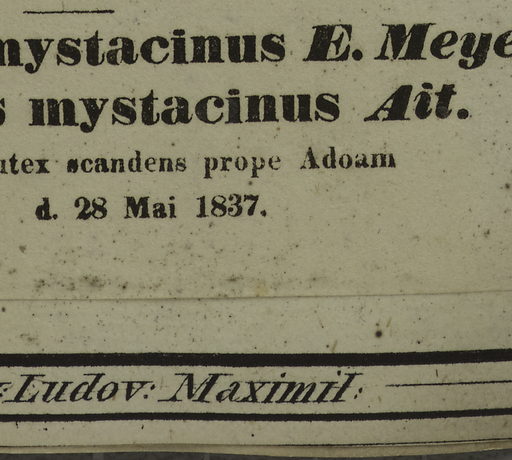 mystacinus E. Meye
s mystacinus Ait.
utex scandens prope Adoam
d. 28 Mai 1837.
Ludov: Maximil: